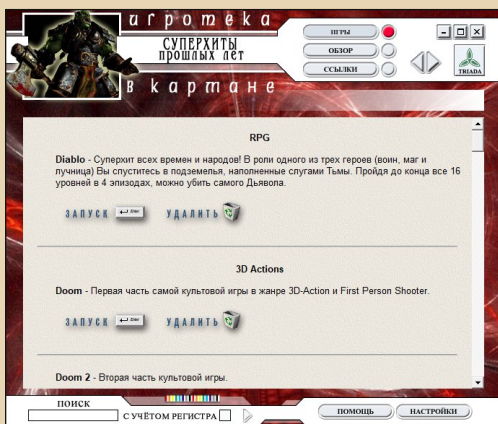 игротека
СУПЕРХИТЫ
ПРОШЛЫХ ЛЕТ
в кармане
ИГРЫ
ОБЗОР
ССЫЛКИ
TRIADA
RPG
Diablo - Суперхит всех времен и народов! В роли одного из трех героев (воин, маг и
лучница) Вы спуститесь в подземелья, наполненные слугами Тьмы. Пройдя до конца все 16
уровней в 4 эпизодах, можно убить самого Дьявола.
ЗАПУСК Enter УДАЛИТЬ
3D Actions
Doom - Первая часть самой культовой игры в жанре 3D-Action и First Person Shooter.
ЗАПУСК Enter УДАЛИТЬ
Doom 2 - Вторая часть культовой игры.
ПОИСК
С УЧЁТОМ РЕГИСТРА
ПОМОЩЬ
НАСТРОЙКИ